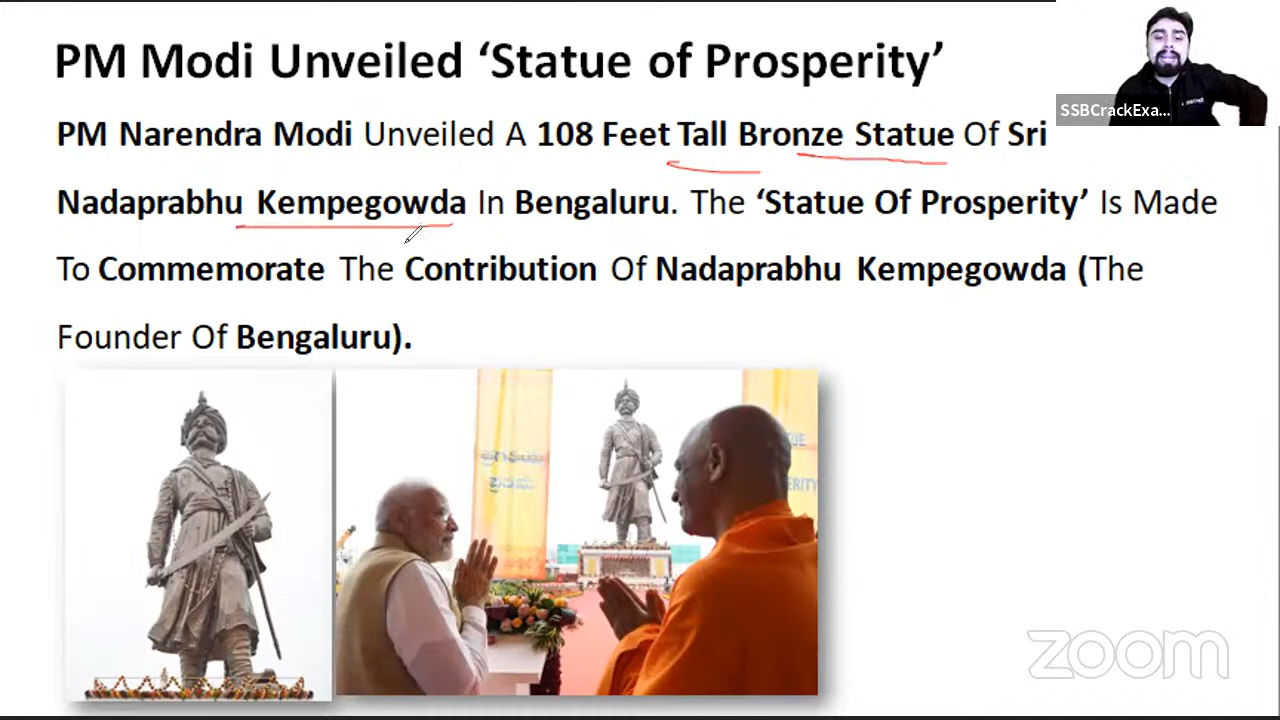 PM Modi Unveiled ‘Statue of Prosperity’
SSBCrackExa...
PM Narendra Modi Unveiled A 108 Feet Tall Bronze Statue Of Sri
Nadaprabhu Kempegowda In Bengaluru. The ‘Statue Of Prosperity’ Is Made
To Commemorate The Contribution Of Nadaprabhu Kempegowda (The
Founder Of Bengaluru).
zoom